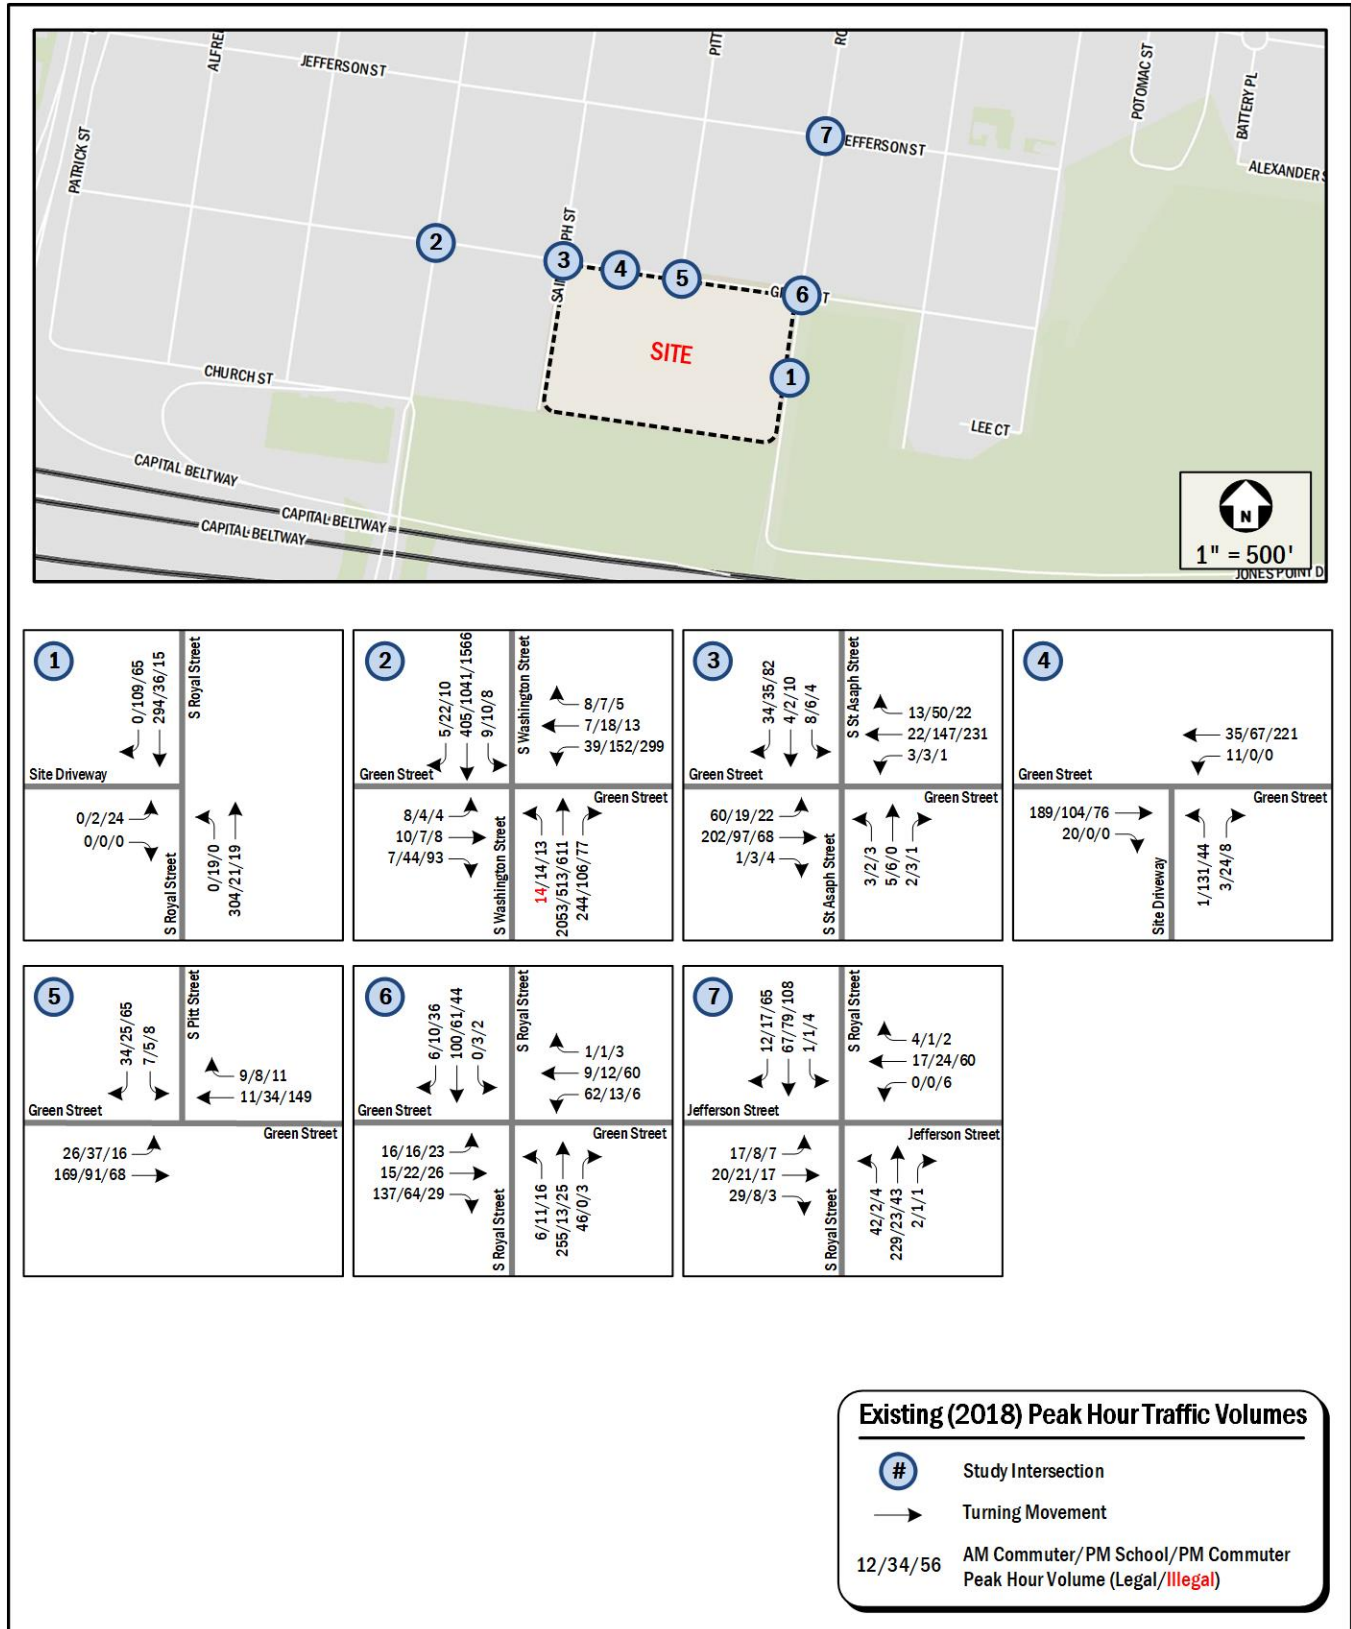 ALFRE
JEFFERSON ST
PITT
RO
POTOMAC ST
BATTERY PL
PATRICK ST
7
EFFERSON ST
ALEXANDER S
2
PH ST
3
4
5
SAI
G
6
T
SITE
1
CHURCH ST
LEE CT
CAPITAL BELTWAY
CAPITAL BELTWAY
CAPITAL BELTWAY
N
1" = 500'
JONES POINT D
1
0/109/65
294/36/15
S Royal Street
Site Driveway
0/2/24
0/0/0
S Royal Street
0/19/0
304/21/19
2
5/22/10
405/1041/1566
9/10/8
S Washington Street
8/7/5
7/18/13
39/152/299
Green Street
Green Street
8/4/4
10/7/8
7/44/93
S Washington Street
14/14/13
2053/513/611
244/106/77
3
34/35/82
4/2/10
8/6/4
S St Asaph Street
13/50/22
22/147/231
3/3/1
Green Street
Green Street
60/19/22
202/97/68
1/3/4
S St Asaph Street
3/2/3
5/6/0
2/3/1
4
35/67/221
11/0/0
Green Street
Green Street
189/104/76
20/0/0
Site Driveway
1/131/44
3/24/8
5
34/25/65
7/5/8
S Pitt Street
9/8/11
11/34/149
Green Street
Green Street
26/37/16
169/91/68
6
6/10/36
100/61/44
0/3/2
S Royal Street
1/1/3
9/12/60
62/13/6
Green Street
Green Street
16/16/23
15/22/26
137/64/29
S Royal Street
6/11/16
255/13/25
46/0/3
7
12/17/65
67/79/108
1/1/4
S Royal Street
4/1/2
17/24/60
0/0/6
Jefferson Street
Jefferson Street
17/8/7
20/21/17
29/8/3
S Royal Street
42/2/4
229/23/43
2/1/1
Existing (2018) Peak Hour Traffic Volumes
# Study Intersection
Turning Movement
12/34/56 AM Commuter/PM School/PM Commuter
Peak Hour Volume (Legal/Illegal)